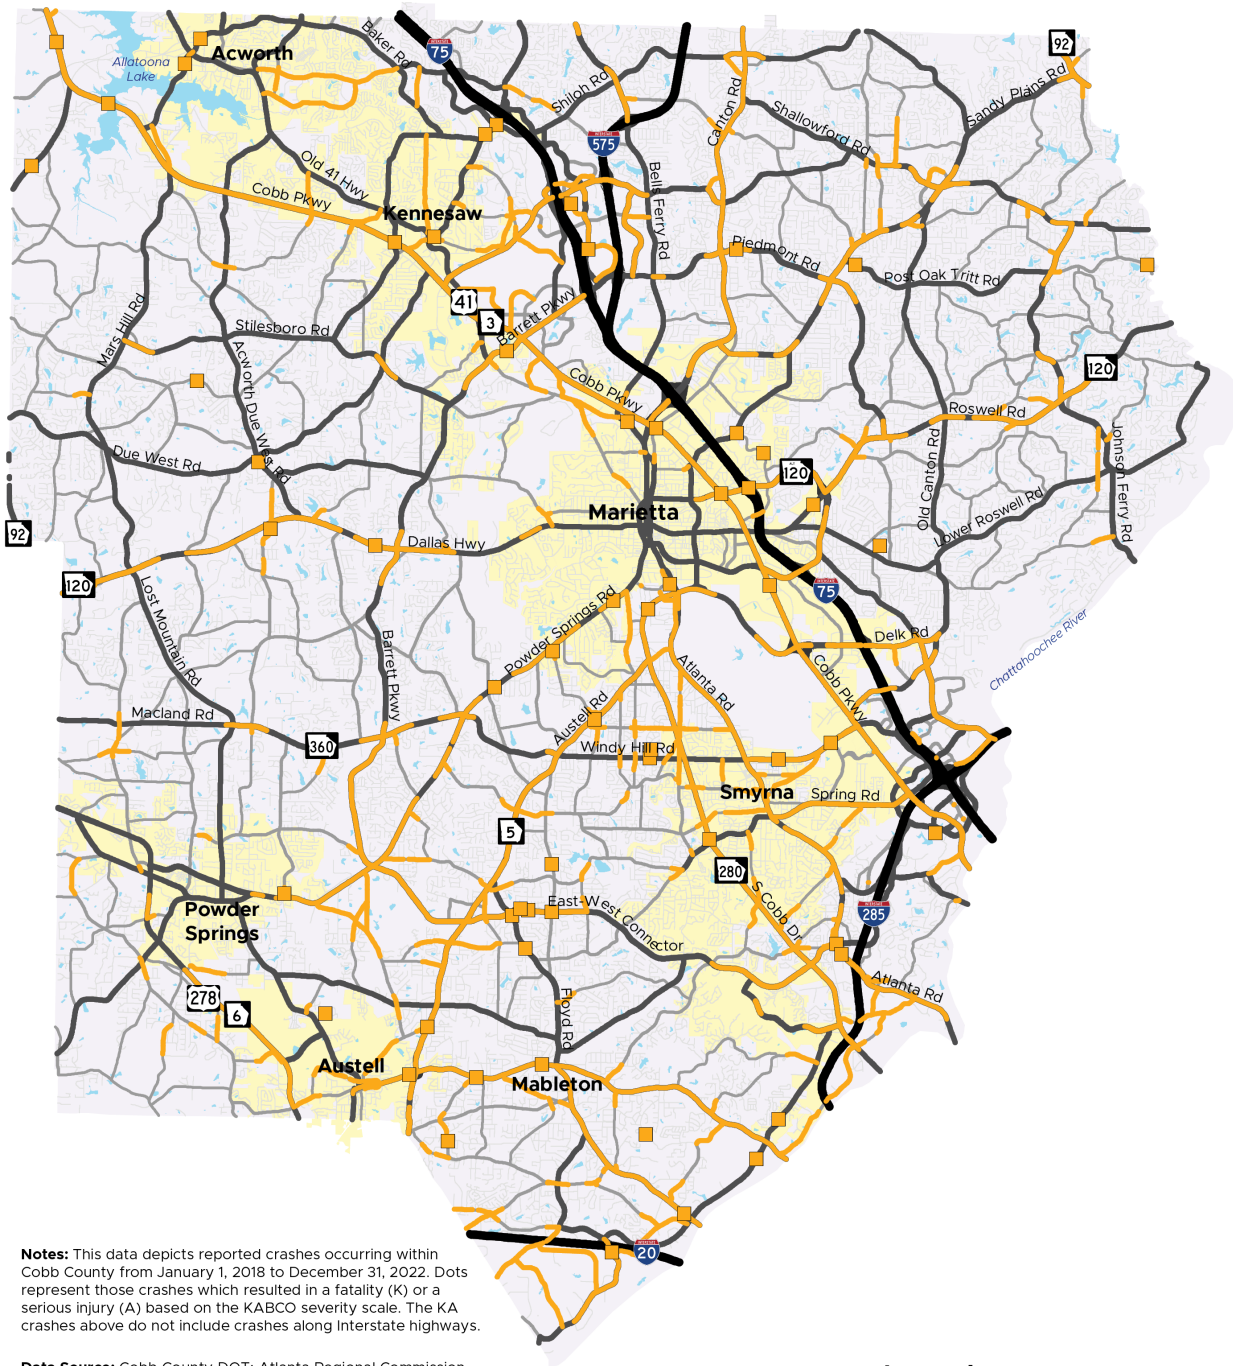 Baker Rd
75
92
Acworth
Allatoona
Lake
Shiloh Rd
Canton Rd
Shallowford Rd
Sandy Plains Rd
575
Old 41 Hwy
Cobb Pkwy
Kennesaw
Bells Ferry Rd
Piedmont Rd
Post Oak Tritt Rd
41
3
Barrett Pkwy
Mars Hill Rd
Stilesboro Rd
Acworth Due West Rd
Cobb Pkwy
120
Roswell Rd
Due West Rd
120
Old Canton Rd
Johnson Ferry Rd
Lower Roswell Rd
Marietta
92
Dallas Hwy
120
Lost Mountain Rd
Powder Springs Rd
75
Delk Rd
Chattahoochee River
Barrett Pkwy
Atlanta Rd
Cobb Pkwy
Macland Rd
Austell Rd
360
Windy Hill Rd
Smyrna
Spring Rd
5
280
S Cobb Dr
Powder
Springs
East-West Connector
285
278
6
Floyd Rd
Atlanta Rd
Austell
Mableton
20
Notes: This data depicts reported crashes occurring within
Cobb County from January 1, 2018 to December 31, 2022. Dots
represent those crashes which resulted in a fatality (K) or a
serious injury (A) based on the KABCO severity scale. The KA
crashes above do not include crashes along Interstate highways.
Data Source: Cobb County DOT; Atlanta Regional Commission